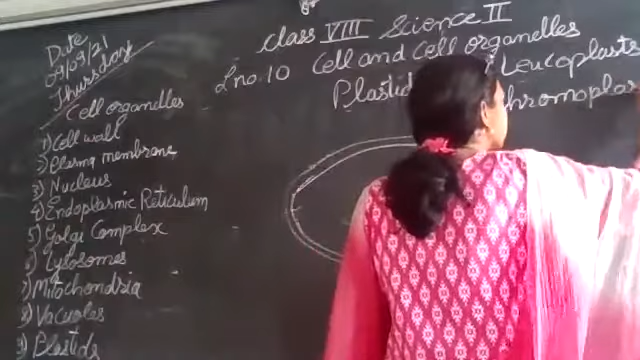 Date
09/09/21
Thursday
Cell organelles
1) Cell wall
2) Plasma membrane
3) Nucleus
4) Endoplasmic Reticulum
5) Golgi Complex
6) Lysosomes
7) Mitochondria
8) Vacuoles
9) Plastids
Class VIII Science II
L no. 10 Cell and cell organelles
Plastid
Leucoplasts